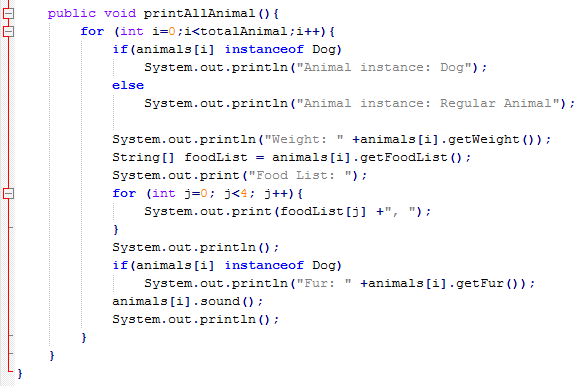 public void printAllAnimal(){
for (int i=0;i<totalAnimal;i++){
if(animals[i] instanceof Dog)
System.out.println("Animal instance: Dog");
else
System.out.println("Animal instance: Regular Animal");
System.out.println("Weight: " +animals[i].getWeight());
String[] foodList = animals[i].getFoodList();
System.out.print("Food List: ");
for (int j=0; j<4; j++){
System.out.print(foodList[j] +", ");
}
System.out.println();
if(animals[i] instanceof Dog)
System.out.println("Fur: " +animals[i].getFur());
animals[i].sound();
System.out.println();
}
}
}